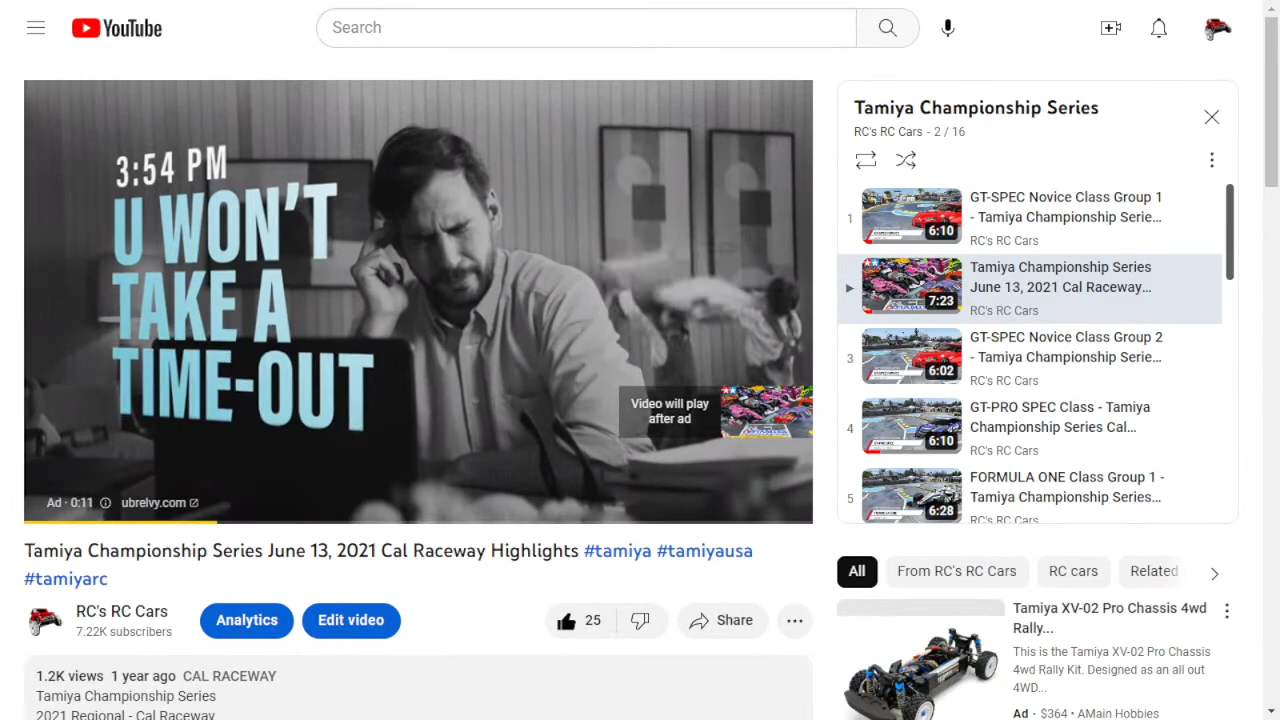 YouTube
Search
3:54 PM
U WON'T
TAKE A
TIME-OUT
Video will play
after ad
Ad · 0:11 ubrelvy.com
Tamiya Championship Series June 13, 2021 Cal Raceway Highlights #tamiya #tamiyausa
#tamiyarc
RC's RC Cars
7.22K subscribers
Analytics
Edit video
25
Share
1.2K views 1 year ago CAL RACEWAY
Tamiya Championship Series
2021 Regional - Cal Raceway
Tamiya Championship Series
RC's RC Cars - 2 / 16
1
6:10
GT-SPEC Novice Class Group 1
- Tamiya Championship Serie...
RC's RC Cars
7:23
Tamiya Championship Series
June 13, 2021 Cal Raceway...
RC's RC Cars
3
6:02
GT-SPEC Novice Class Group 2
- Tamiya Championship Serie...
RC's RC Cars
4
6:10
GT-PRO SPEC Class - Tamiya
Championship Series Cal...
RC's RC Cars
5
6:28
FORMULA ONE Class Group 1 -
Tamiya Championship Series...
RC's RC Cars
All
From RC's RC Cars
RC cars
Related
Tamiya XV-02 Pro Chassis 4wd
Rally...
This is the Tamiya XV-02 Pro Chassis
4wd Rally Kit. Designed as an all out
4WD...
Ad · $364 · AMain Hobbies